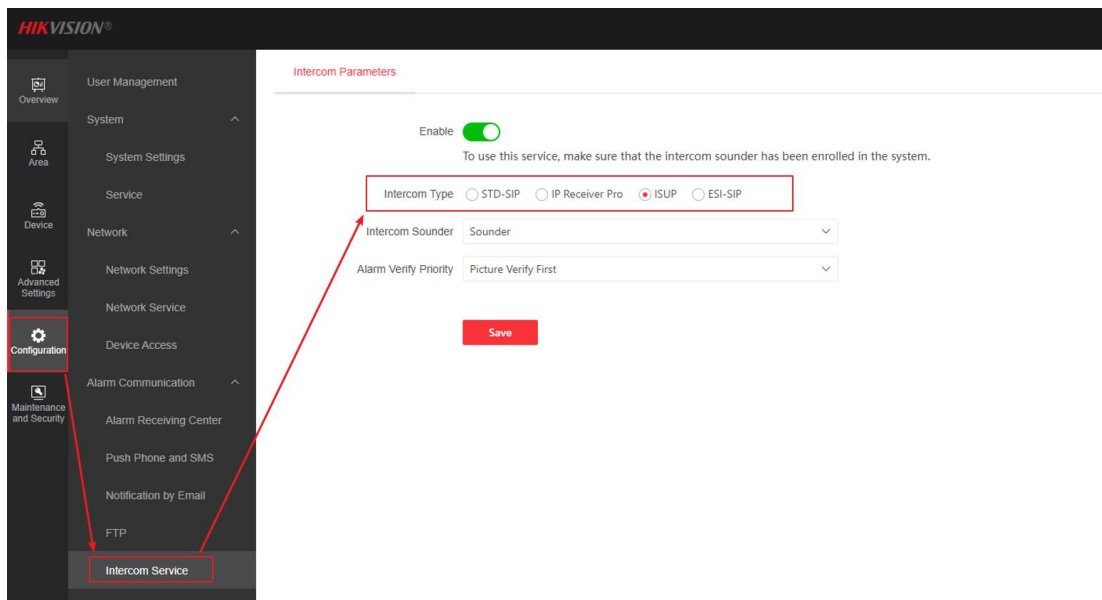 HIKVISION®
Overview
Area
Device
Advanced
Settings
Configuration
Maintenance
and Security
User Management
System
System Settings
Service
Network
Network Settings
Network Service
Device Access
Alarm Communication
Alarm Receiving Center
Push Phone and SMS
Notification by Email
FTP
Intercom Service
Intercom Parameters
Enable
To use this service, make sure that the intercom sounder has been enrolled in the system.
Intercom Type STD-SIP IP Receiver Pro ISUP ESI-SIP
Intercom Sounder Sounder
Alarm Verify Priority Picture Verify First
Save